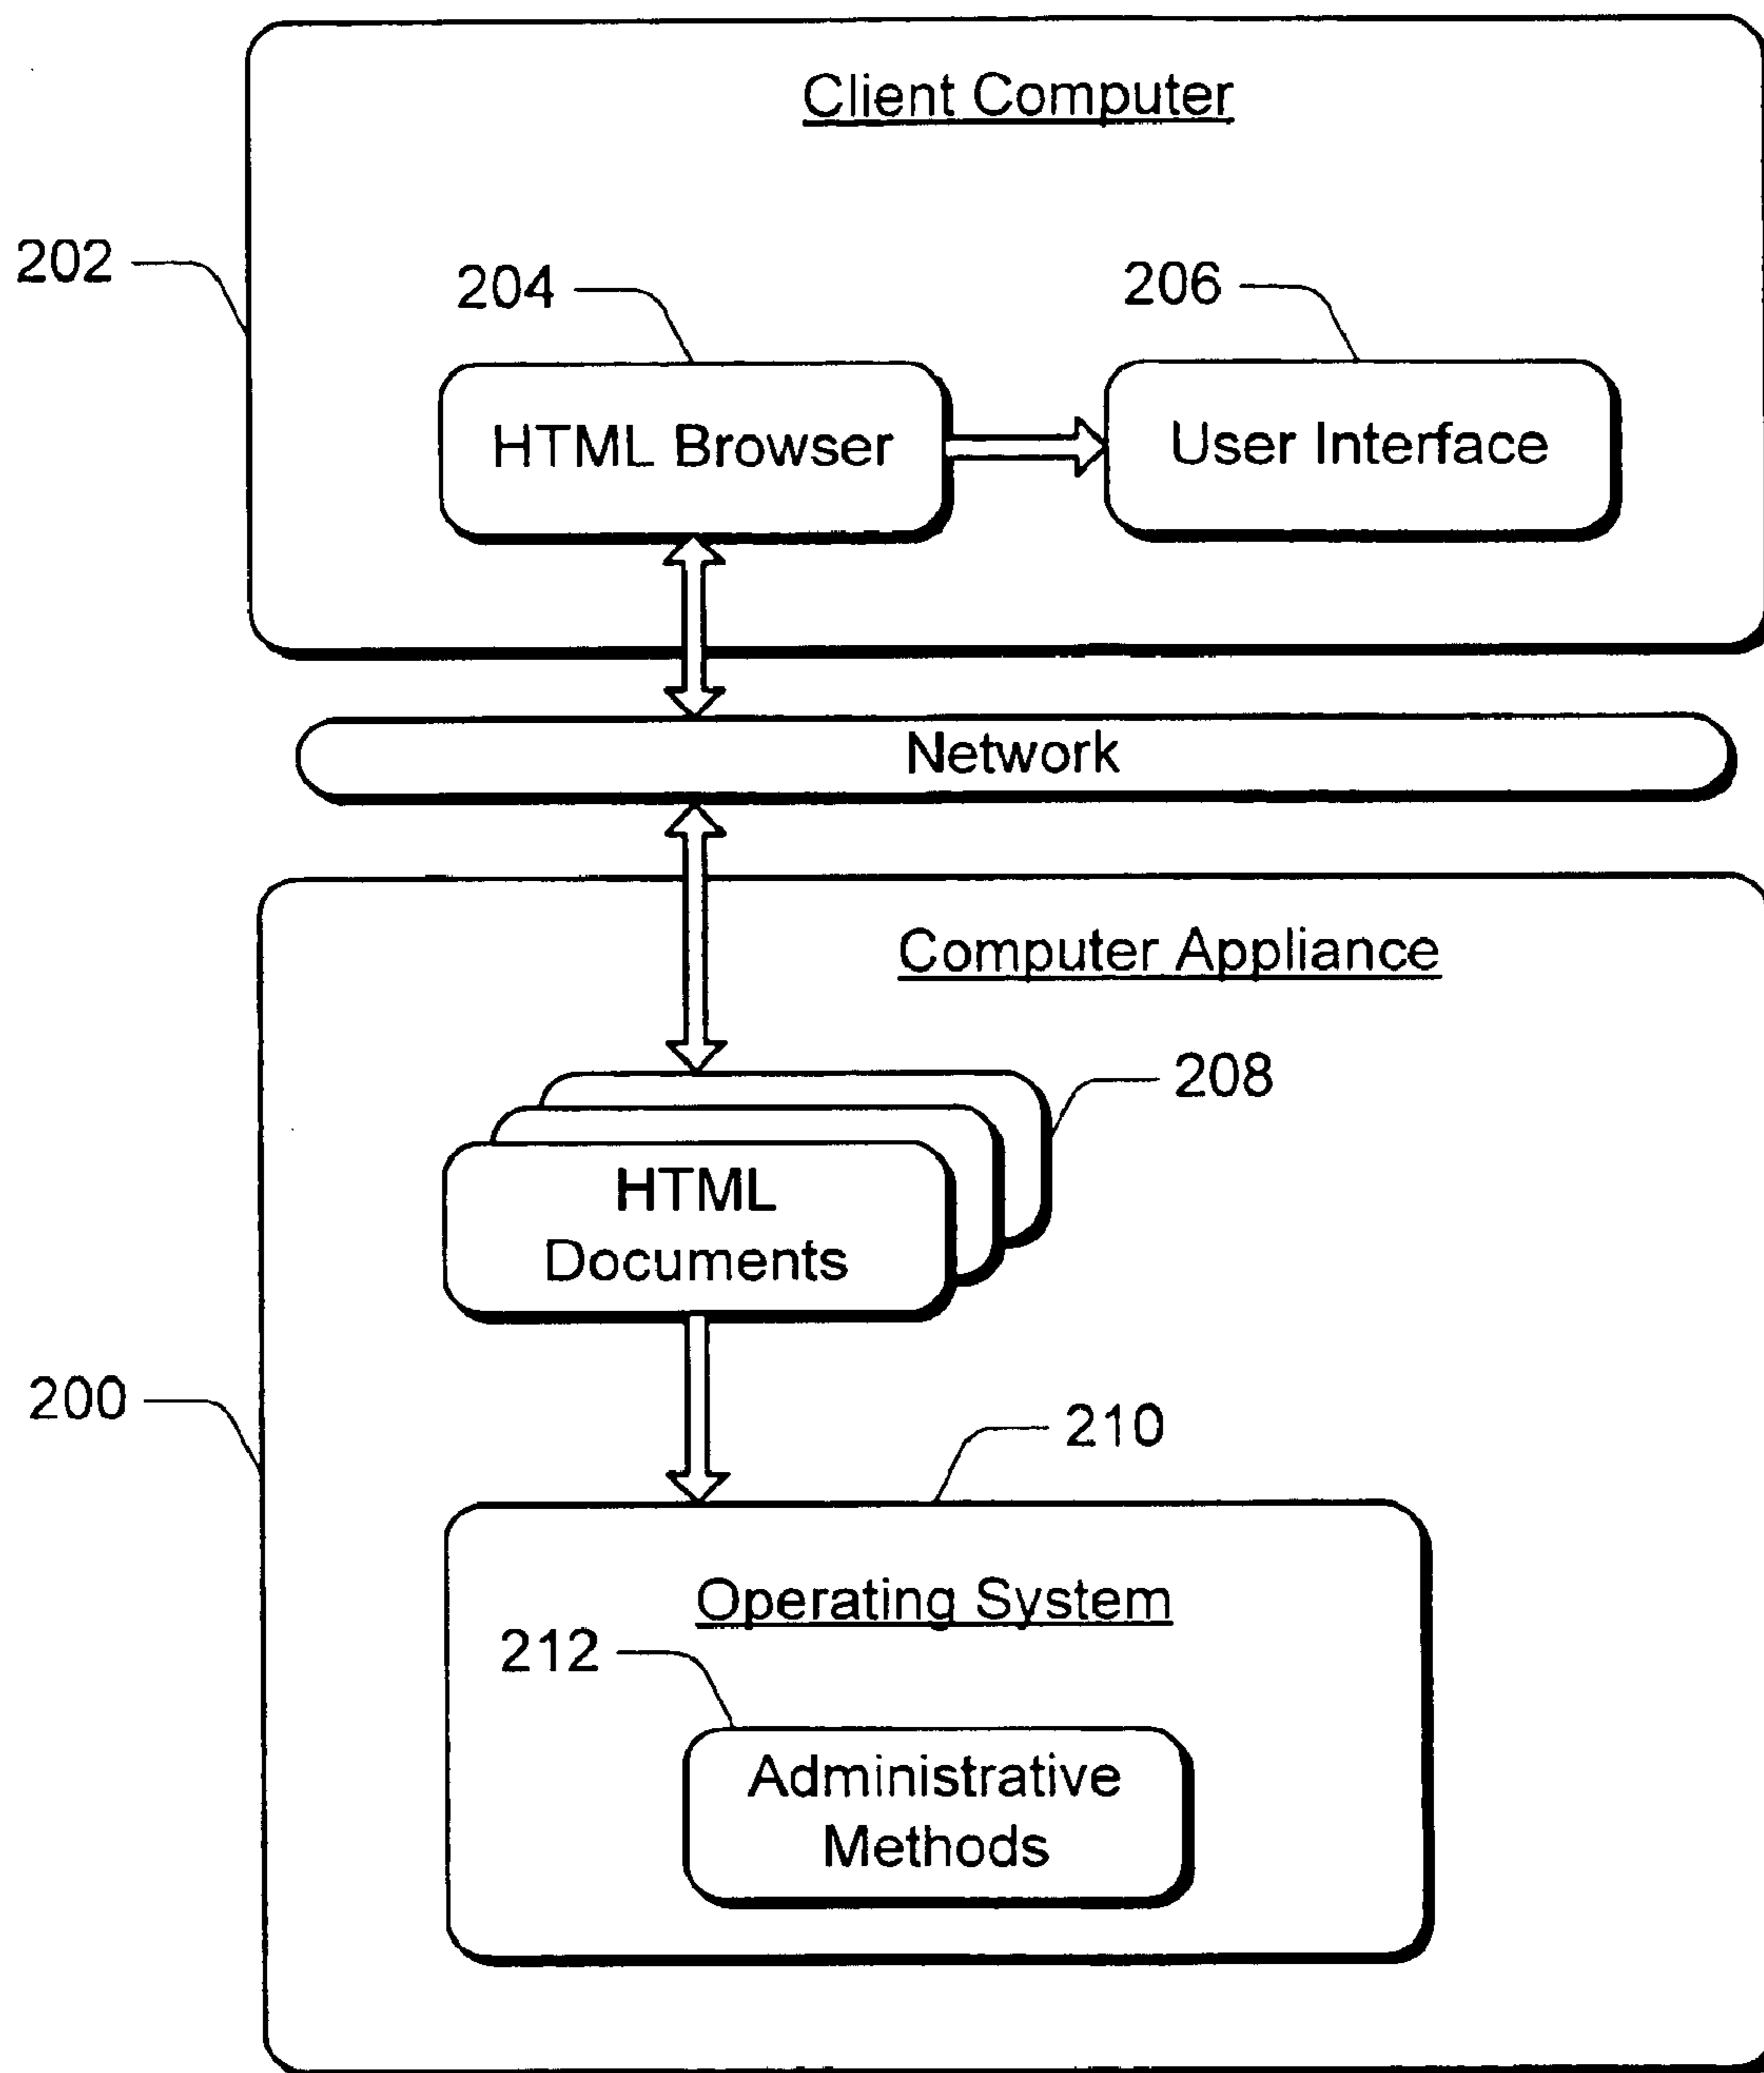 Client Computer
202
204
206
HTML Browser
User Interface
Network
Computer Appliance
208
HTML
Documents
200
210
Operating System
212
Administrative
Methods